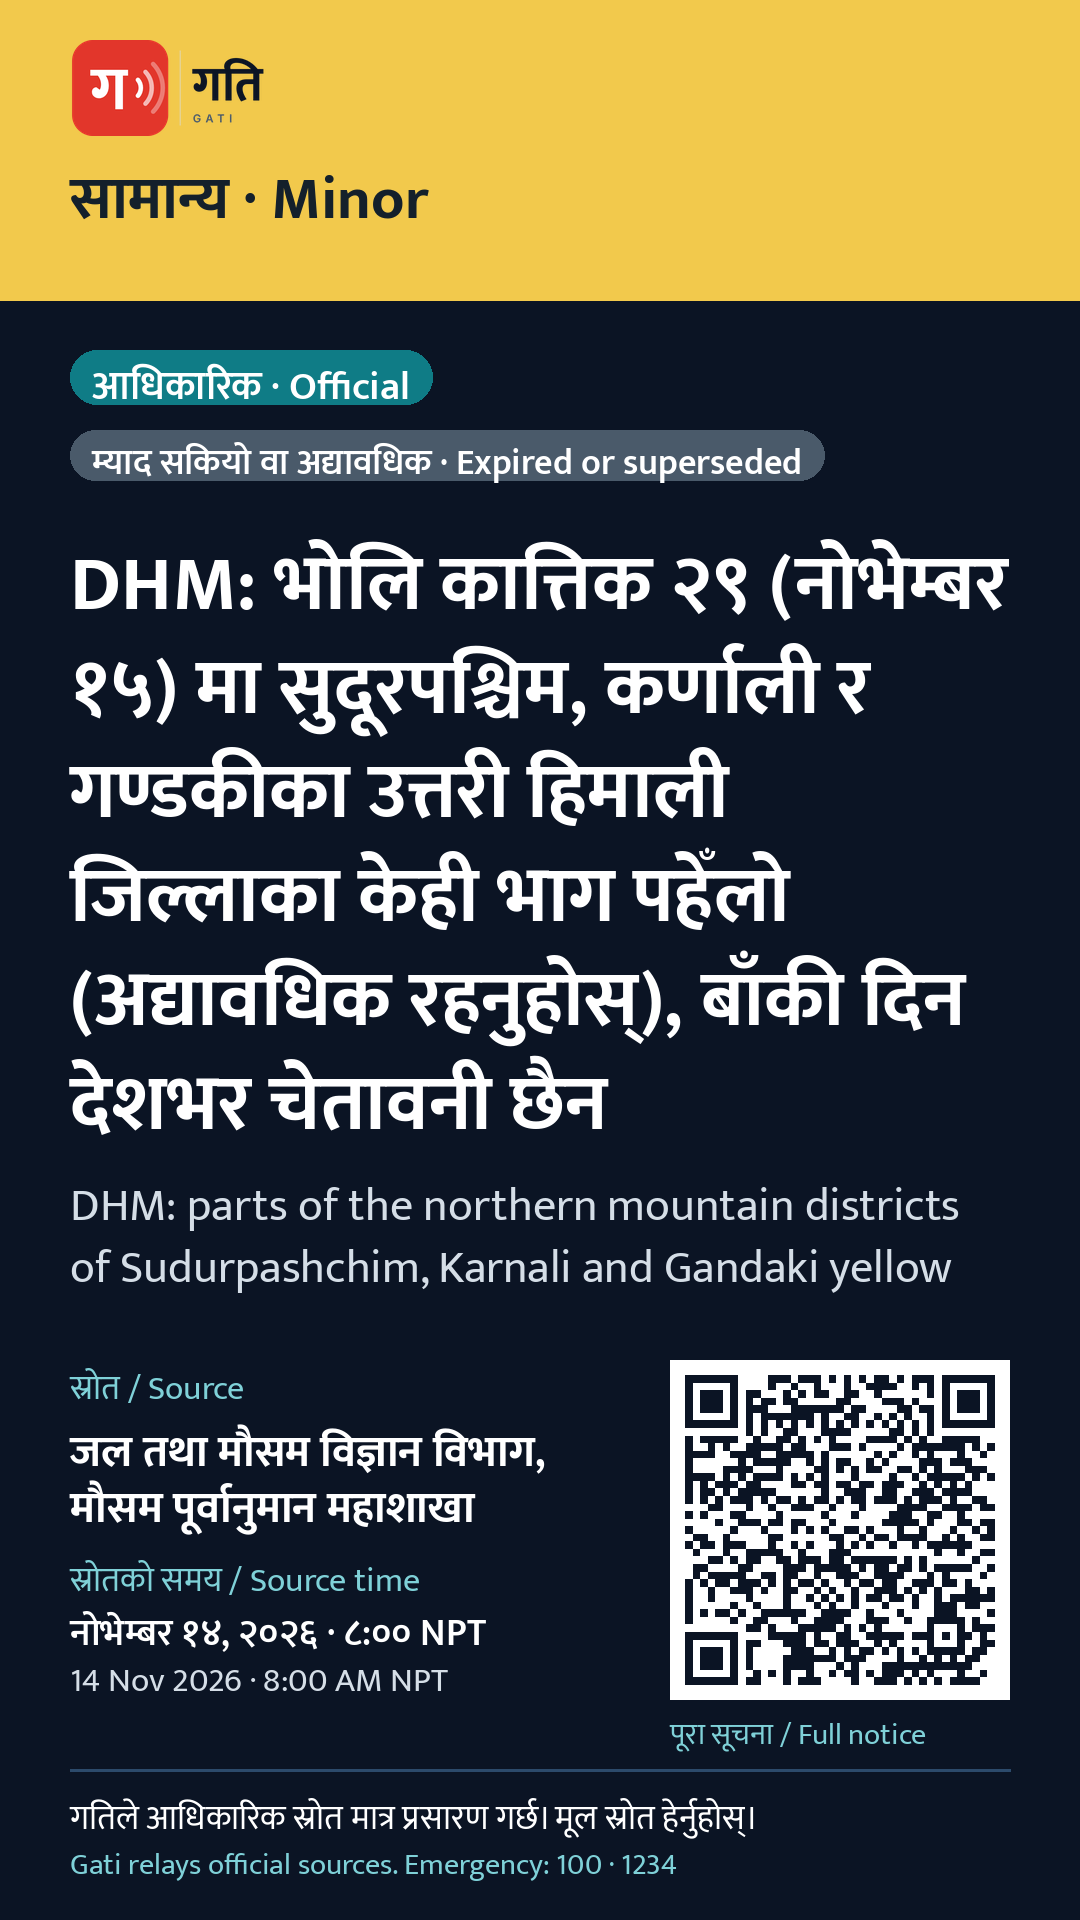 ग
गति
GATI
सामान्य · Minor
आधिकारिक · Official
म्याद सकियो वा अद्यावधिक · Expired or superseded
DHM: भोलि कात्तिक २९ (नोभेम्बर
१५) मा सुदूरपश्चिम, कर्णाली र
गण्डकीका उत्तरी हिमाली
जिल्लाका केही भाग पहेँलो
(अद्यावधिक रहनुहोस्), बाँकी दिन
देशभर चेतावनी छैन
DHM: parts of the northern mountain districts
of Sudurpashchim, Karnali and Gandaki yellow
स्रोत / Source
जल तथा मौसम विज्ञान विभाग,
मौसम पूर्वानुमान महाशाखा
स्रोतको समय / Source time
नोभेम्बर १४, २०२६ · ८:०० NPT
14 Nov 2026 · 8:00 AM NPT
पूरा सूचना / Full notice
गतिले आधिकारिक स्रोत मात्र प्रसारण गर्छ। मूल स्रोत हेर्नुहोस्।
Gati relays official sources. Emergency: 100 · 1234